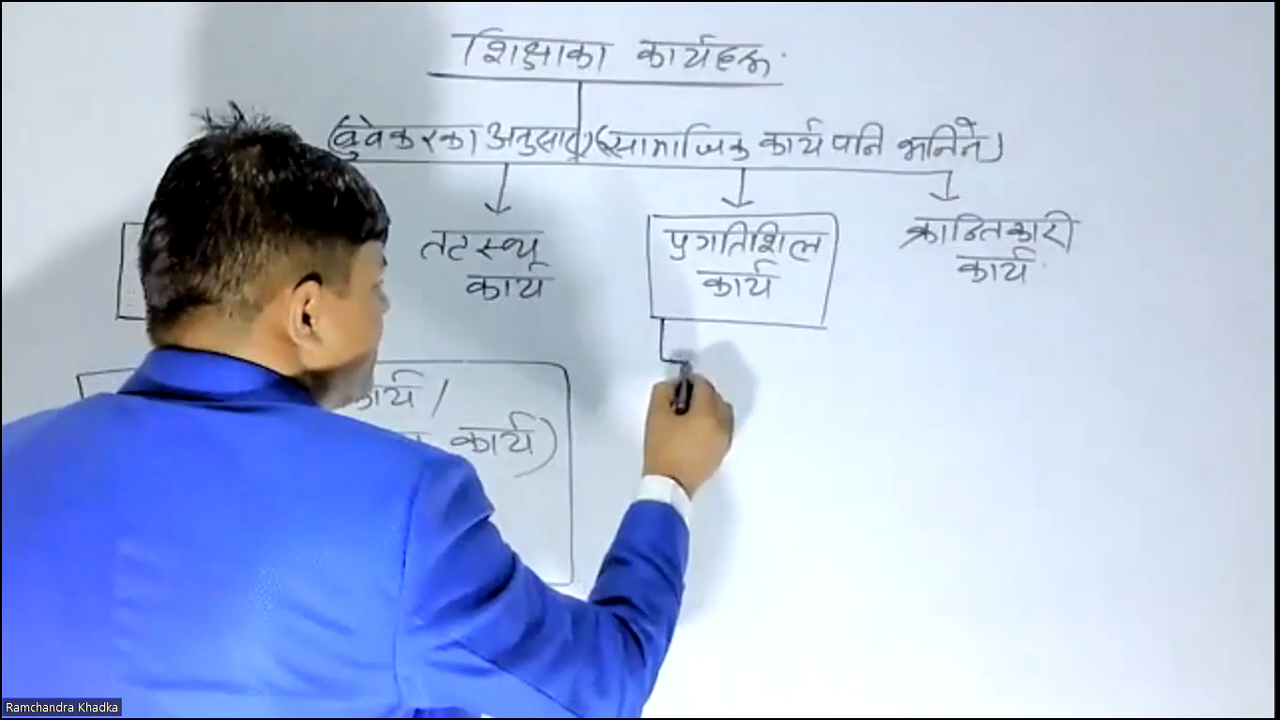 शिक्षाका कार्यहरू
(ब्रुवेकरका अनुसार) (सामाजिक कार्य पनि भनिने)
तटस्थ कार्य
प्रगतिशिल कार्य
क्रान्तिकारी कार्य
कार्य /
कार्य)
Ramchandra Khadka